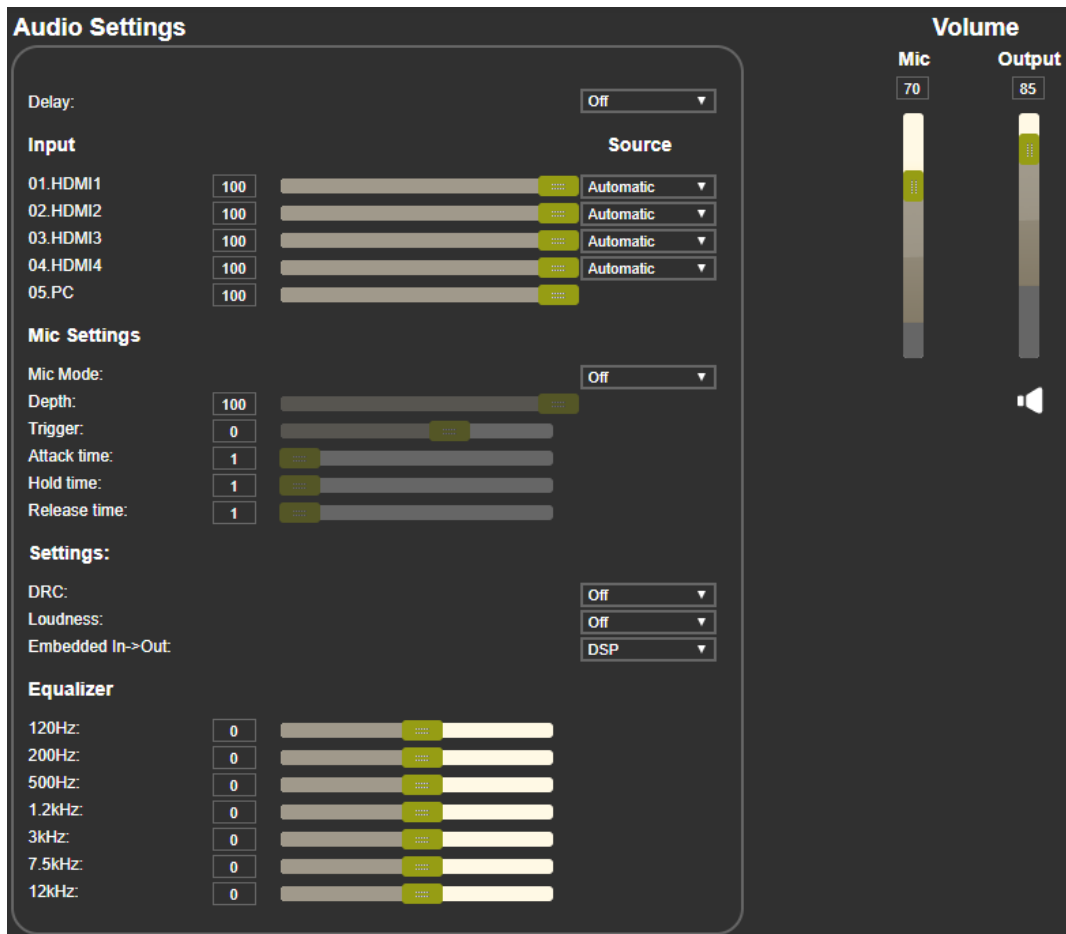 Audio Settings
Volume
Mic Output
70 85
Delay: Off
Input Source
01.HDMI1 100 Automatic
02.HDMI2 100 Automatic
03.HDMI3 100 Automatic
04.HDMI4 100 Automatic
05.PC 100
Mic Settings
Mic Mode: Off
Depth: 100
Trigger: 0
Attack time: 1
Hold time: 1
Release time: 1
Settings:
DRC: Off
Loudness: Off
Embedded In->Out: DSP
Equalizer
120Hz: 0
200Hz: 0
500Hz: 0
1.2kHz: 0
3kHz: 0
7.5kHz: 0
12kHz: 0